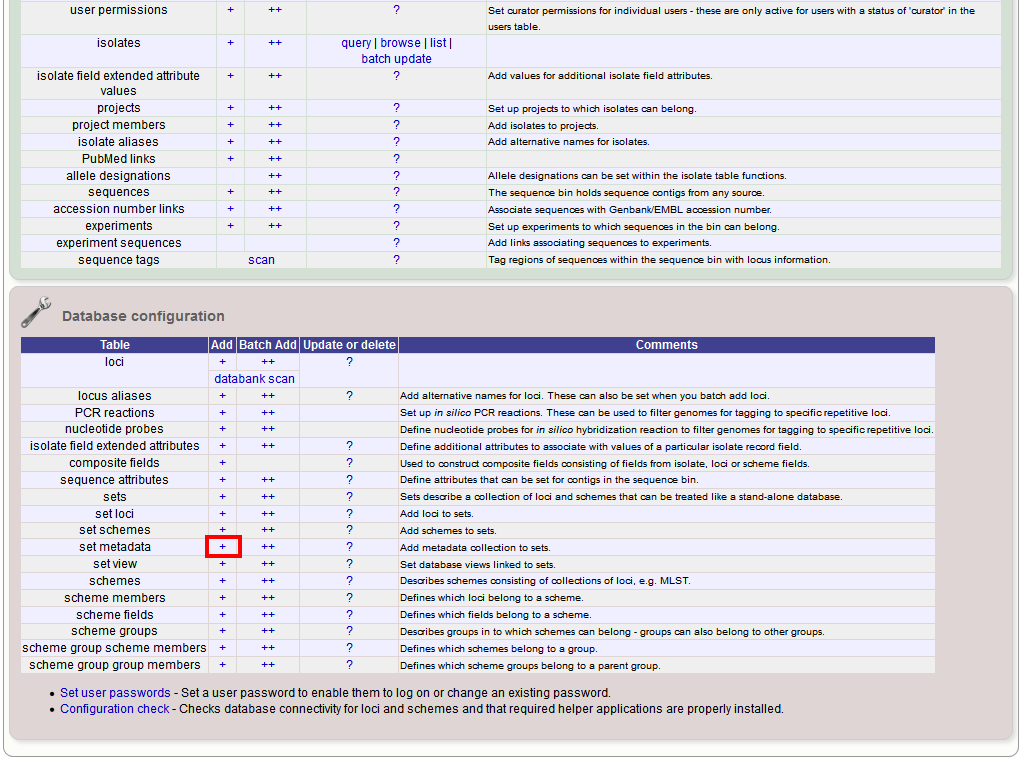 user permissions + ++ ? Set curator permissions for individual users - these are only active for users with a status of 'curator' in the
users table.
isolates + ++ query | browse | list |
batch update
isolate field extended attribute + ++ ? Add values for additional isolate field attributes.
values
projects + ++ ? Set up projects to which isolates can belong.
project members + ++ ? Add isolates to projects.
isolate aliases + ++ ? Add alternative names for isolates.
PubMed links + ++ ?
allele designations ++ ? Allele designations can be set within the isolate table functions.
sequences + ++ ? The sequence bin holds sequence contigs from any source.
accession number links + ++ ? Associate sequences with Genbank/EMBL accession number.
experiments + ++ ? Set up experiments to which sequences in the bin can belong.
experiment sequences ? Add links associating sequences to experiments.
sequence tags scan ? Tag regions of sequences within the sequence bin with locus information.
Database configuration
Table Add Batch Add Update or delete Comments
loci + ++ ?
databank scan
locus aliases + ++ ? Add alternative names for loci. These can also be set when you batch add loci.
PCR reactions + ++ Set up in silico PCR reactions. These can be used to filter genomes for tagging to specific repetitive loci.
nucleotide probes + ++ Define nucleotide probes for in silico hybridization reaction to filter genomes for tagging to specific repetitive loci.
isolate field extended attributes + ++ ? Define additional attributes to associate with values of a particular isolate record field.
composite fields + ? Used to construct composite fields consisting of fields from isolate, loci or scheme fields.
sequence attributes + ++ ? Define attributes that can be set for contigs in the sequence bin.
sets + ++ ? Sets describe a collection of loci and schemes that can be treated like a stand-alone database.
set loci + ++ ? Add loci to sets.
set schemes + ++ ? Add schemes to sets.
set metadata + ++ ? Add metadata collection to sets.
set view + ++ ? Set database views linked to sets.
schemes + ++ ? Describes schemes consisting of collections of loci, e.g. MLST.
scheme members + ++ ? Defines which loci belong to a scheme.
scheme fields + ++ ? Defines which fields belong to a scheme.
scheme groups + ++ ? Describes groups in to which schemes can belong - groups can also belong to other groups.
scheme group scheme members + ++ ? Defines which schemes belong to a group.
scheme group group members + ++ ? Defines which scheme groups belong to a parent group.
• Set user passwords - Set a user password to enable them to log on or change an existing password.
• Configuration check - Checks database connectivity for loci and schemes and that required helper applications are properly installed.